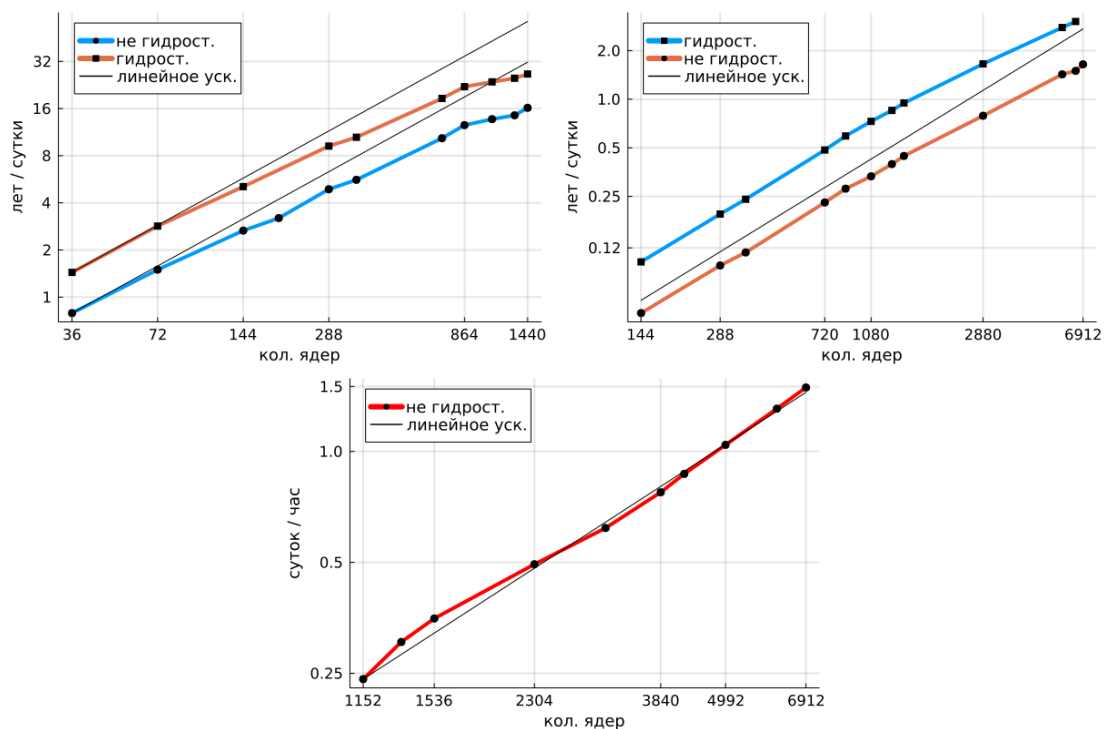 не гидрост.
гидрост.
линейное уск.
лет / сутки
32
16
8
4
2
1
36 72 144 288 864 1440
кол. ядер
гидрост.
не гидрост.
линейное уск.
лет / сутки
2.0
1.0
0.5
0.25
0.12
144 288 720 1080 2880 6912
кол. ядер
не гидрост.
линейное уск.
суток / час
1.5
1.0
0.5
0.25
1152 1536 2304 3840 4992 6912
кол. ядер